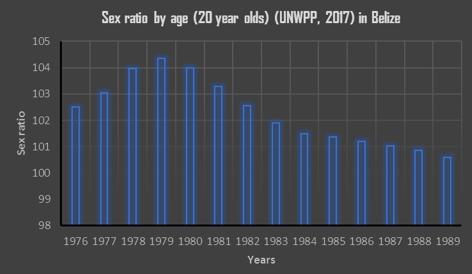 Sex ratio by age (20 year olds) (UNWPP, 2017) in Belize
105
104
103
102
101
100
99
98
Sex ratio
1976 1977 1978 1979 1980 1981 1982 1983 1984 1985 1986 1987 1988 1989
Years